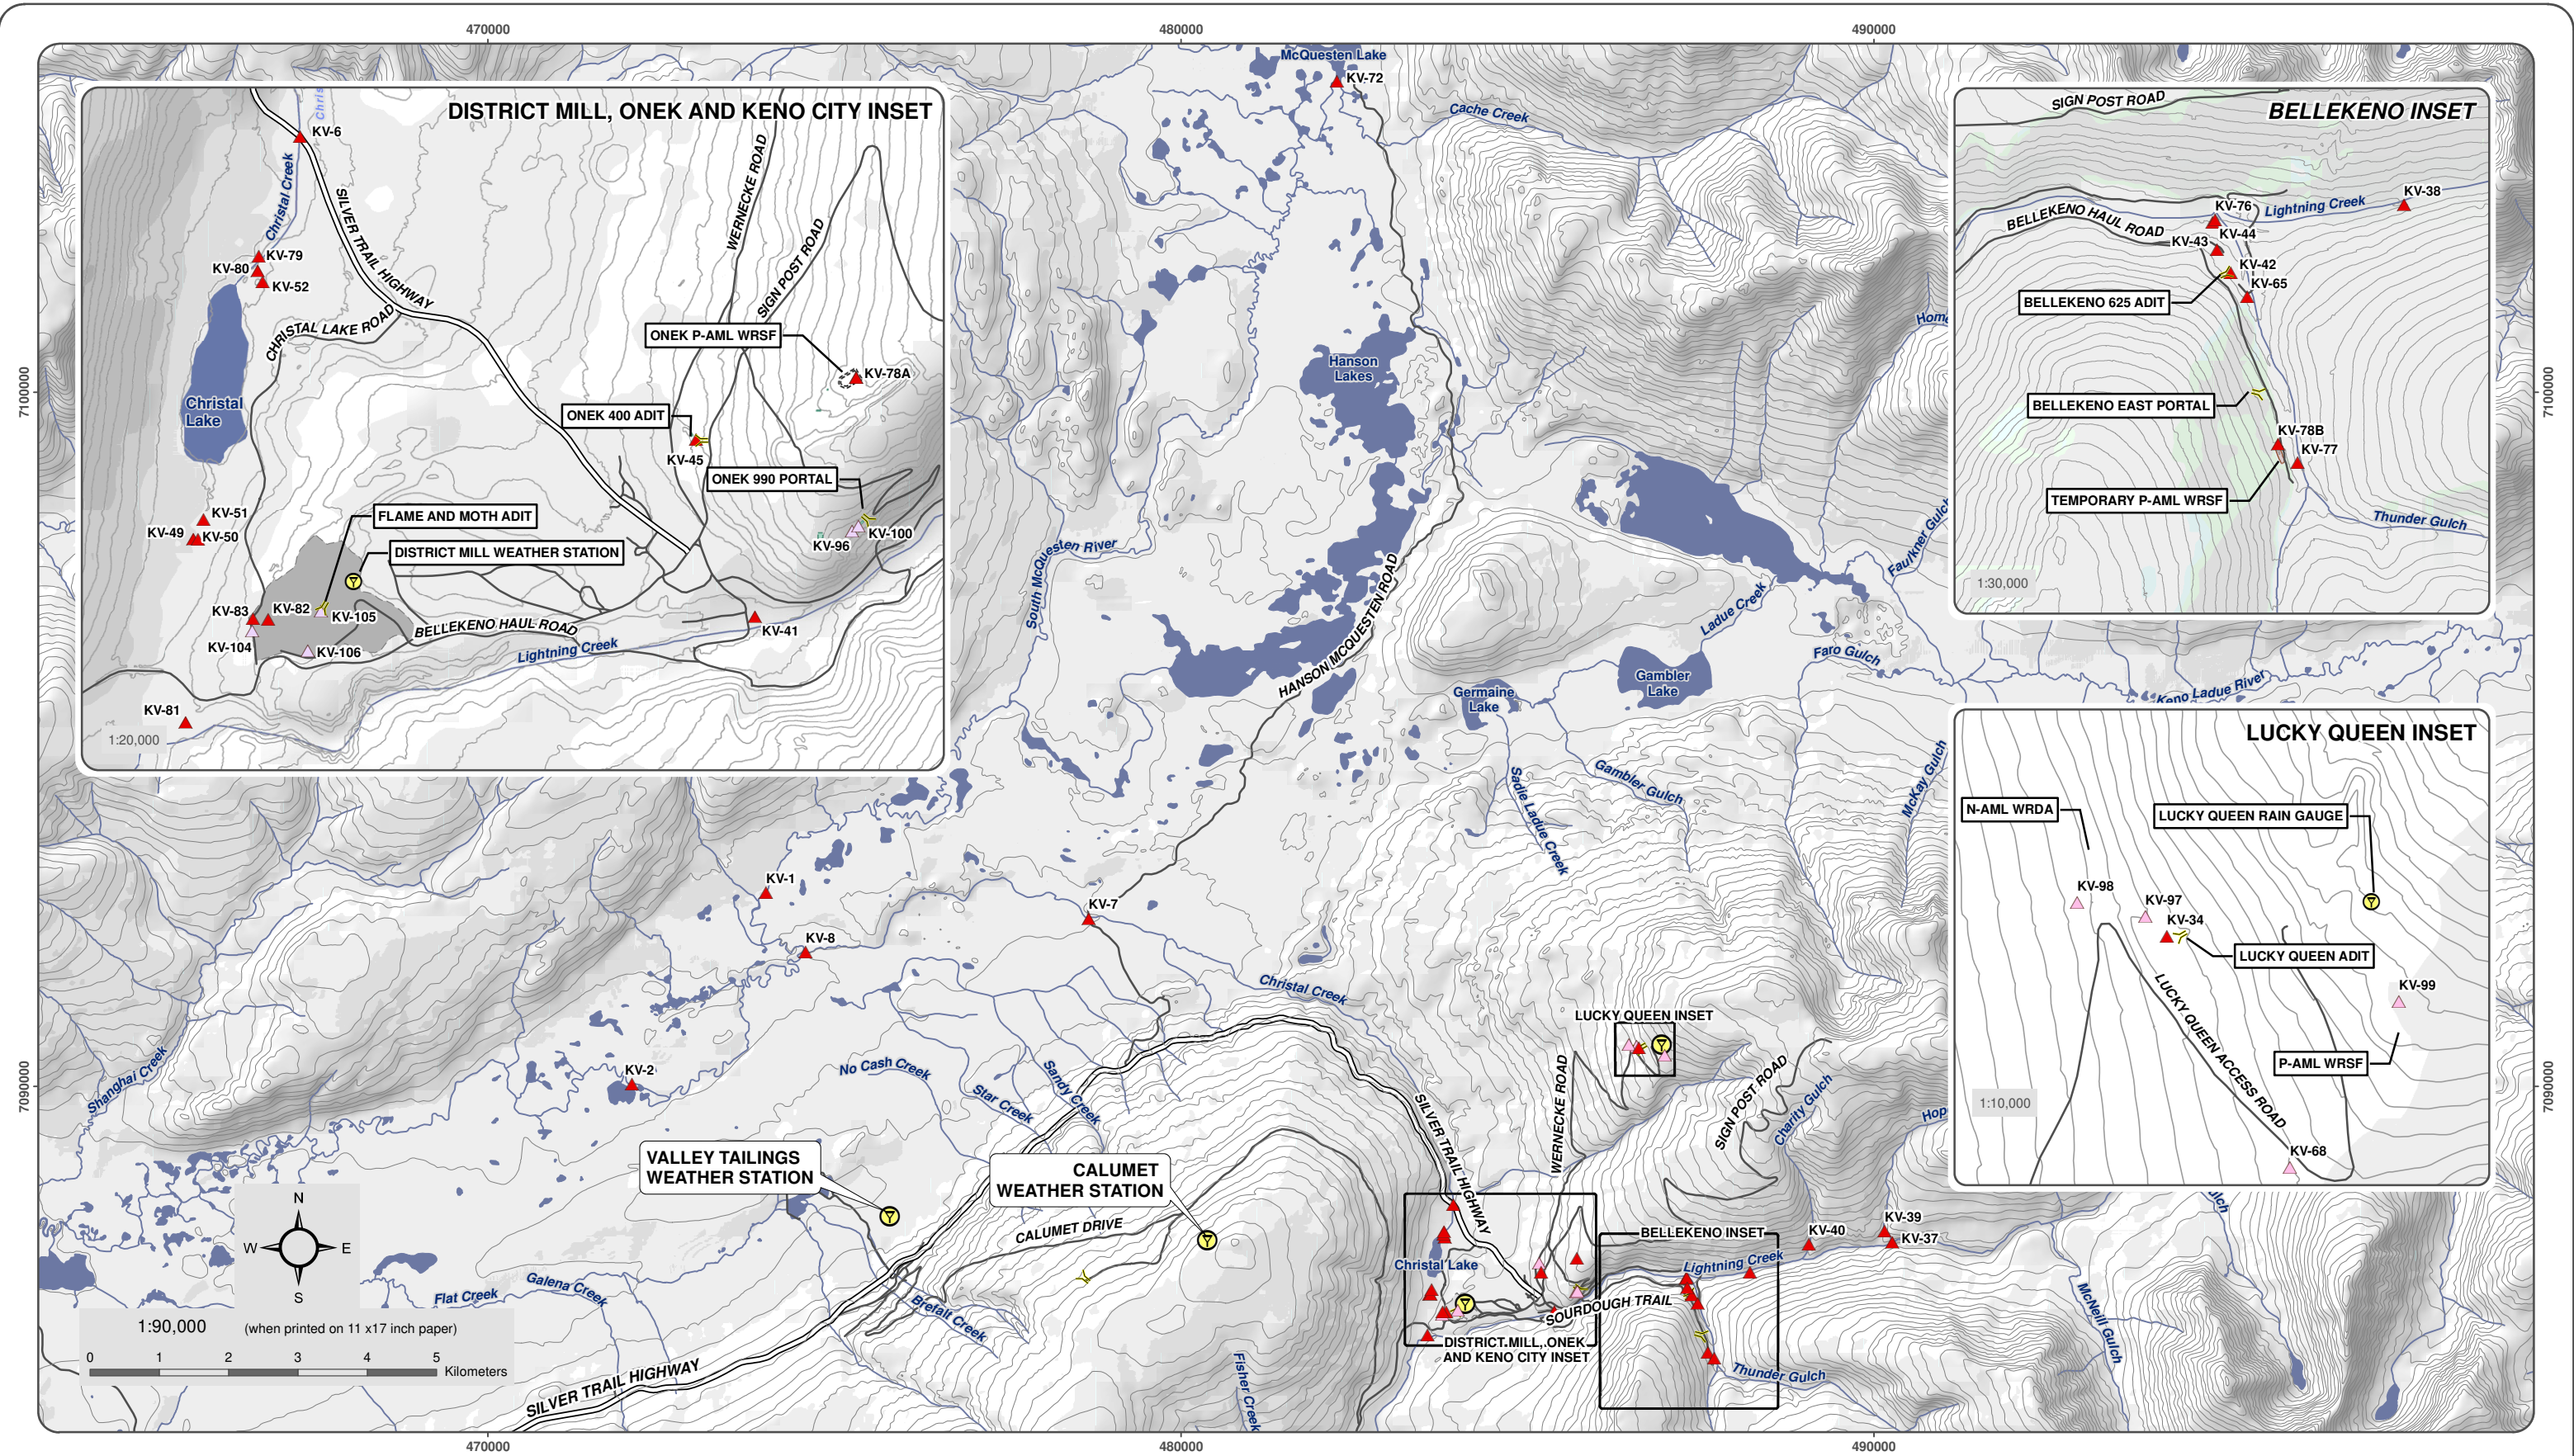 470000
480000
490000
7100000
7090000
7100000
7090000
470000
480000
490000
DISTRICT MILL, ONEK AND KENO CITY INSET
Chris
KV-6
Christal Creek
SILVER TRAIL HIGHWAY
WERNECKE ROAD
SIGN POST ROAD
KV-79
KV-80
KV-52
CHRISTAL LAKE ROAD
ONEK P-AML WRSF
KV-78A
Christal
Lake
ONEK 400 ADIT
KV-45
ONEK 990 PORTAL
KV-51
KV-49
KV-50
FLAME AND MOTH ADIT
DISTRICT MILL WEATHER STATION
KV-96
KV-100
KV-83
KV-82
KV-105
KV-104
KV-106
BELLEKENO HAUL ROAD
Lightning Creek
KV-41
KV-81
1:20,000
McQuesten Lake
KV-72
Cache Creek
Hanson
Lakes
South McQuesten River
HANSON MCQUESTEN ROAD
Ladue Creek
Faulkner Gulch
Home
Faro Gulch
Gambler
Lake
Germaine
Lake
Keno Ladue River
Sadie Ladue Creek
Gambler Gulch
McKay Gulch
BELLEKENO INSET
SIGN POST ROAD
KV-38
KV-76
Lightning Creek
BELLEKENO HAUL ROAD
KV-44
KV-43
KV-42
KV-65
BELLEKENO 625 ADIT
BELLEKENO EAST PORTAL
KV-78B
KV-77
TEMPORARY P-AML WRSF
Thunder Gulch
1:30,000
LUCKY QUEEN INSET
N-AML WRDA
LUCKY QUEEN RAIN GAUGE
KV-98
KV-97
KV-34
LUCKY QUEEN ADIT
KV-99
LUCKY QUEEN ACCESS ROAD
P-AML WRSF
1:10,000
KV-68
KV-1
KV-7
KV-8
Christal Creek
KV-2
No Cash Creek
Star Creek
Sandy Creek
Shanghai Creek
LUCKY QUEEN INSET
WERNECKE ROAD
SIGN POST ROAD
Charity Gulch
Hop
SILVER TRAIL HIGHWAY
VALLEY TAILINGS
WEATHER STATION
CALUMET
WEATHER STATION
CALUMET DRIVE
KV-40
KV-39
KV-37
BELLEKENO INSET
Lightning Creek
Christal Lake
SOURDOUGH TRAIL
DISTRICT MILL, ONEK
AND KENO CITY INSET
Thunder Gulch
McNeill Gulch
ulch
Fisher Creek
Brefalt Creek
Galena Creek
Flat Creek
SILVER TRAIL HIGHWAY
N
W
E
S
1:90,000
(when printed on 11 x17 inch paper)
0 1 2 3 4 5
Kilometers